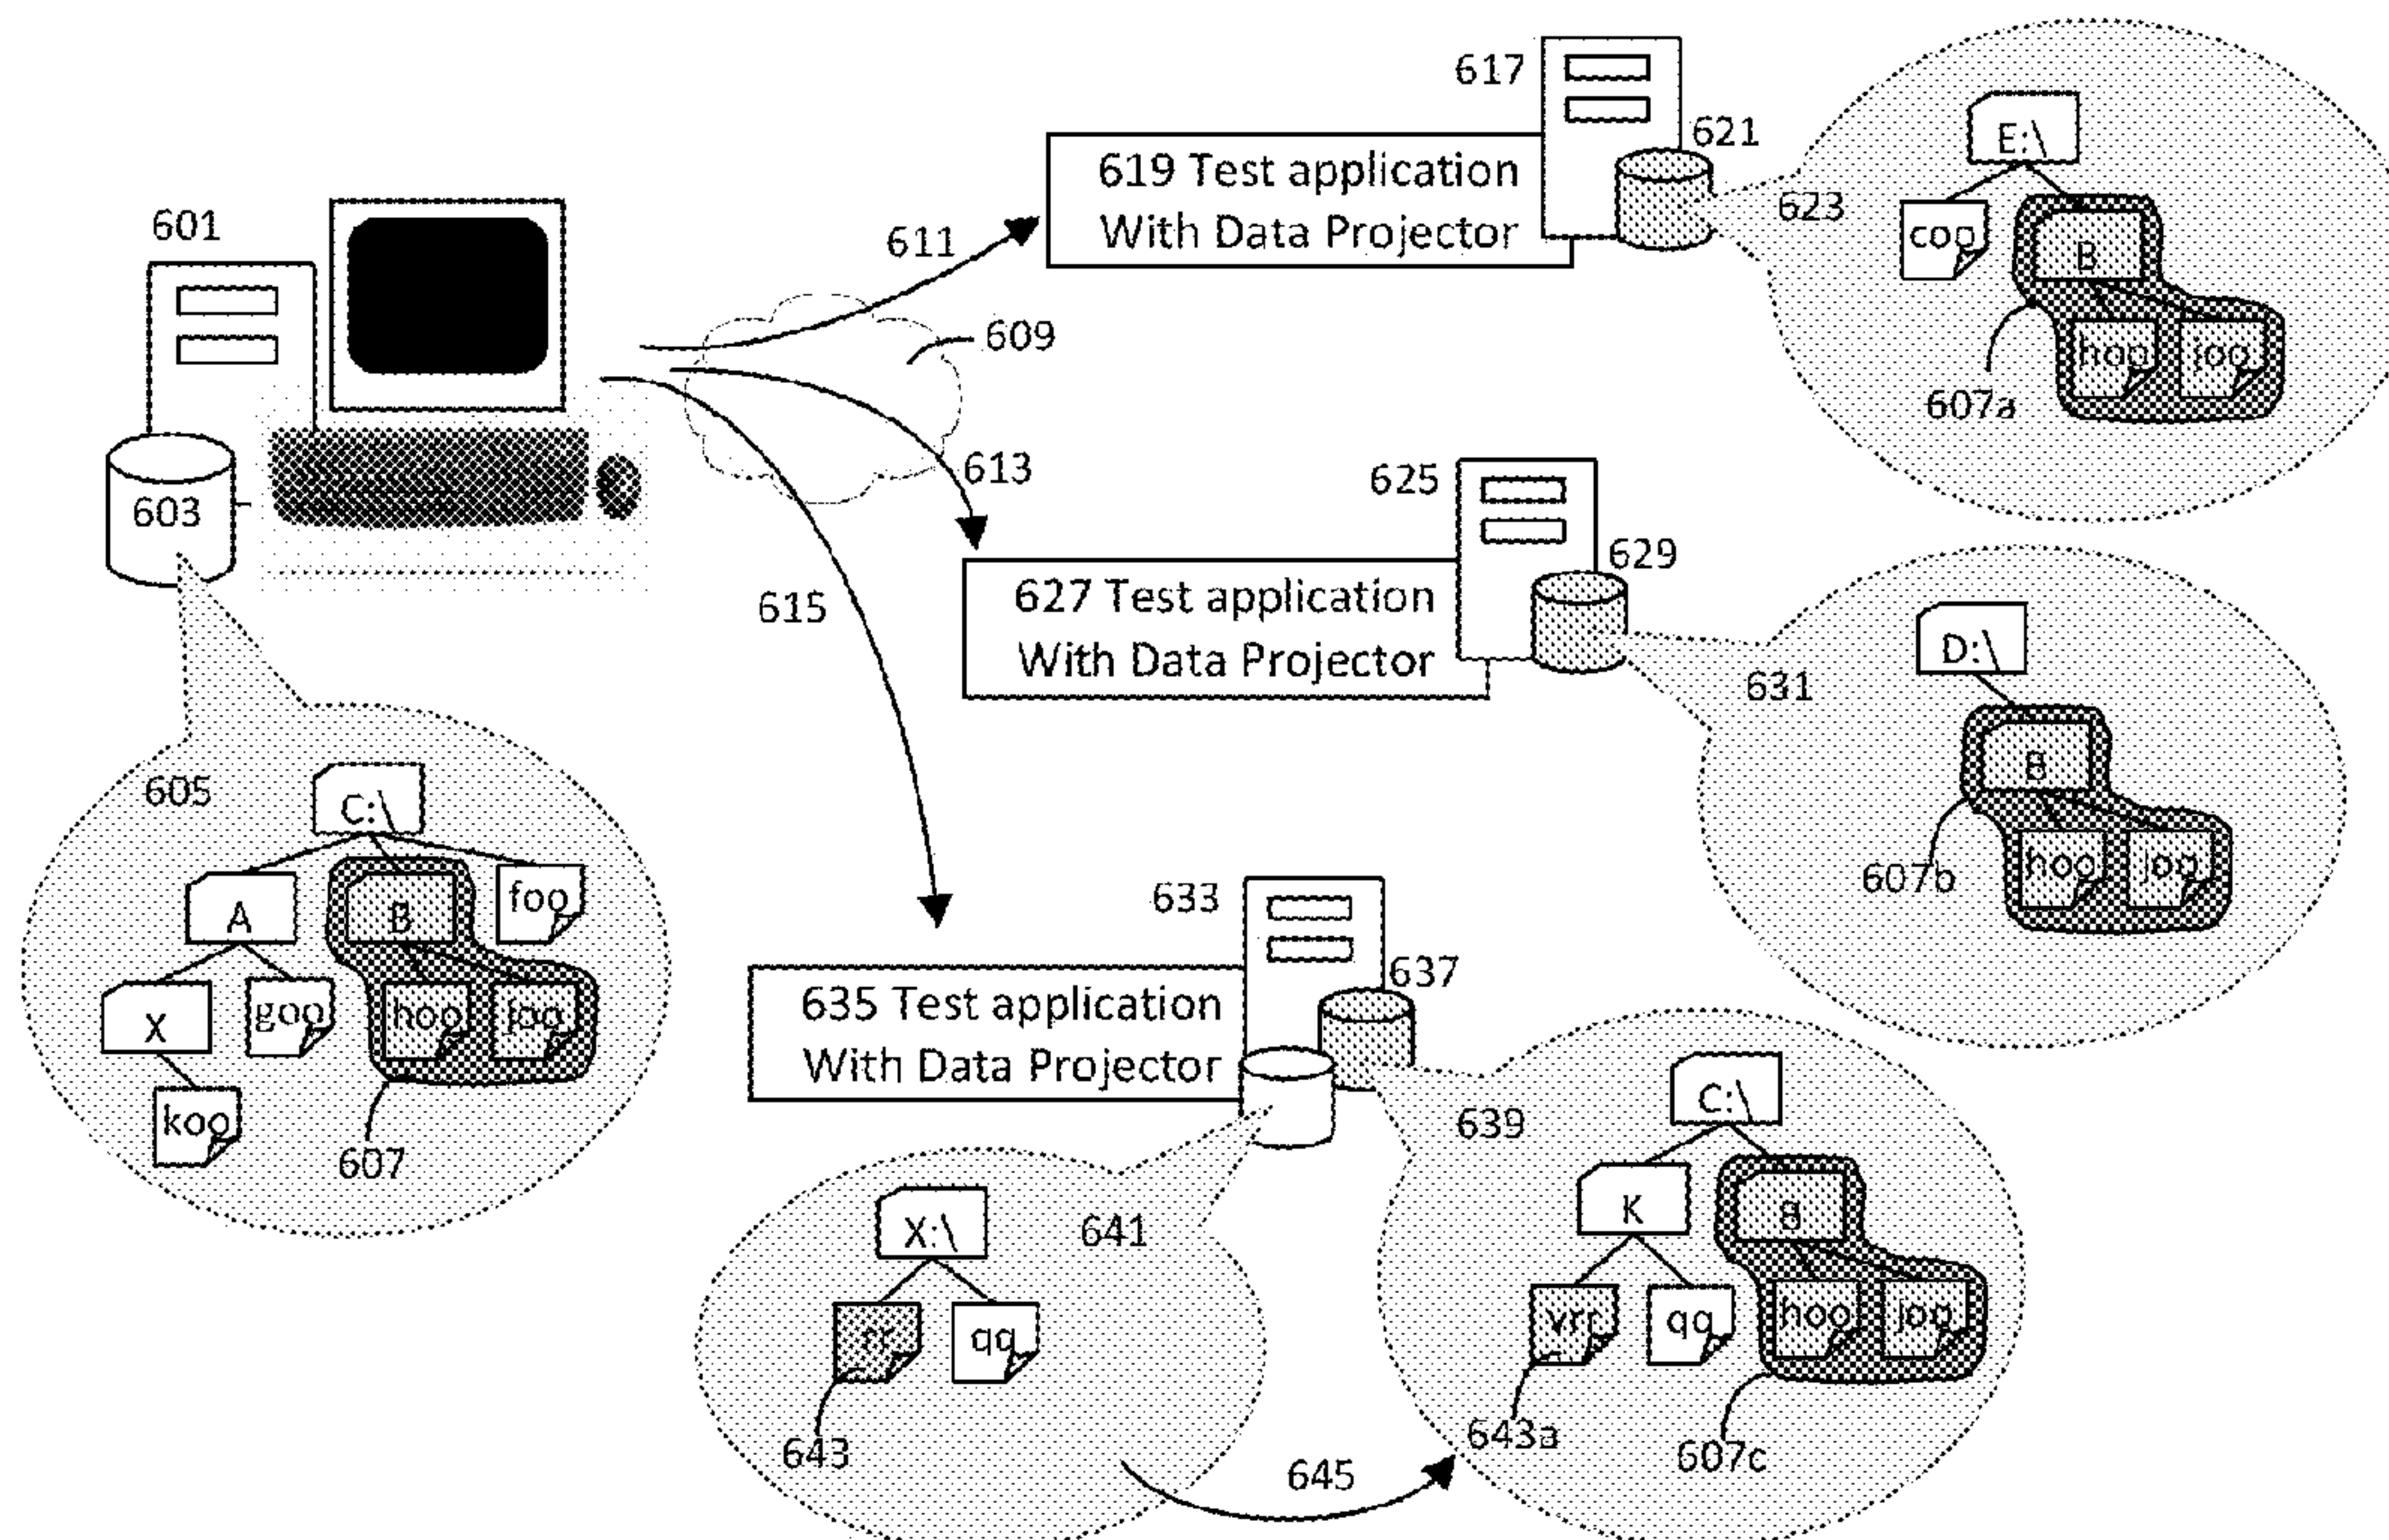 617
621
619 Test application
With Data Projector
E:\
623
coo
B
hoo
joo
607a
601
611
609
603
613
625
629
627 Test application
With Data Projector
615
D:\
631
B
hoo
joo
607b
605
C:\
A
B
foo
X
goo
hoo
joo
koo
607
633
637
635 Test application
With Data Projector
639
C:\
K
B
vrr
qq
hoo
joo
643a
607c
641
X:\
rr
qq
643
645